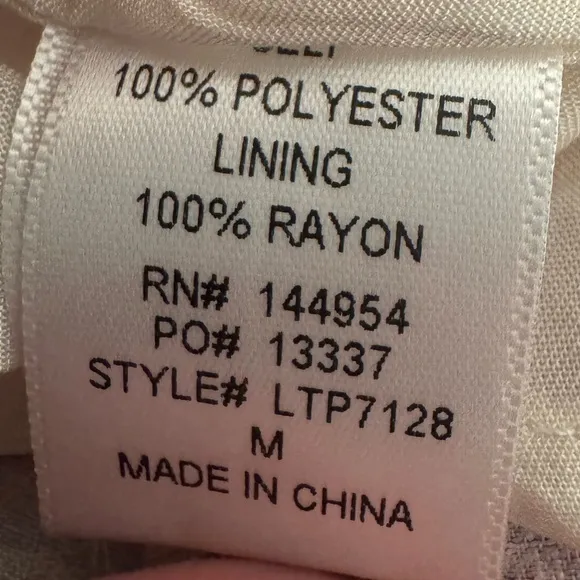 100% POLYESTER
LINING
100% RAYON
RN# 144954
PO# 13337
STYLE# LTP7128
M
MADE IN CHINA